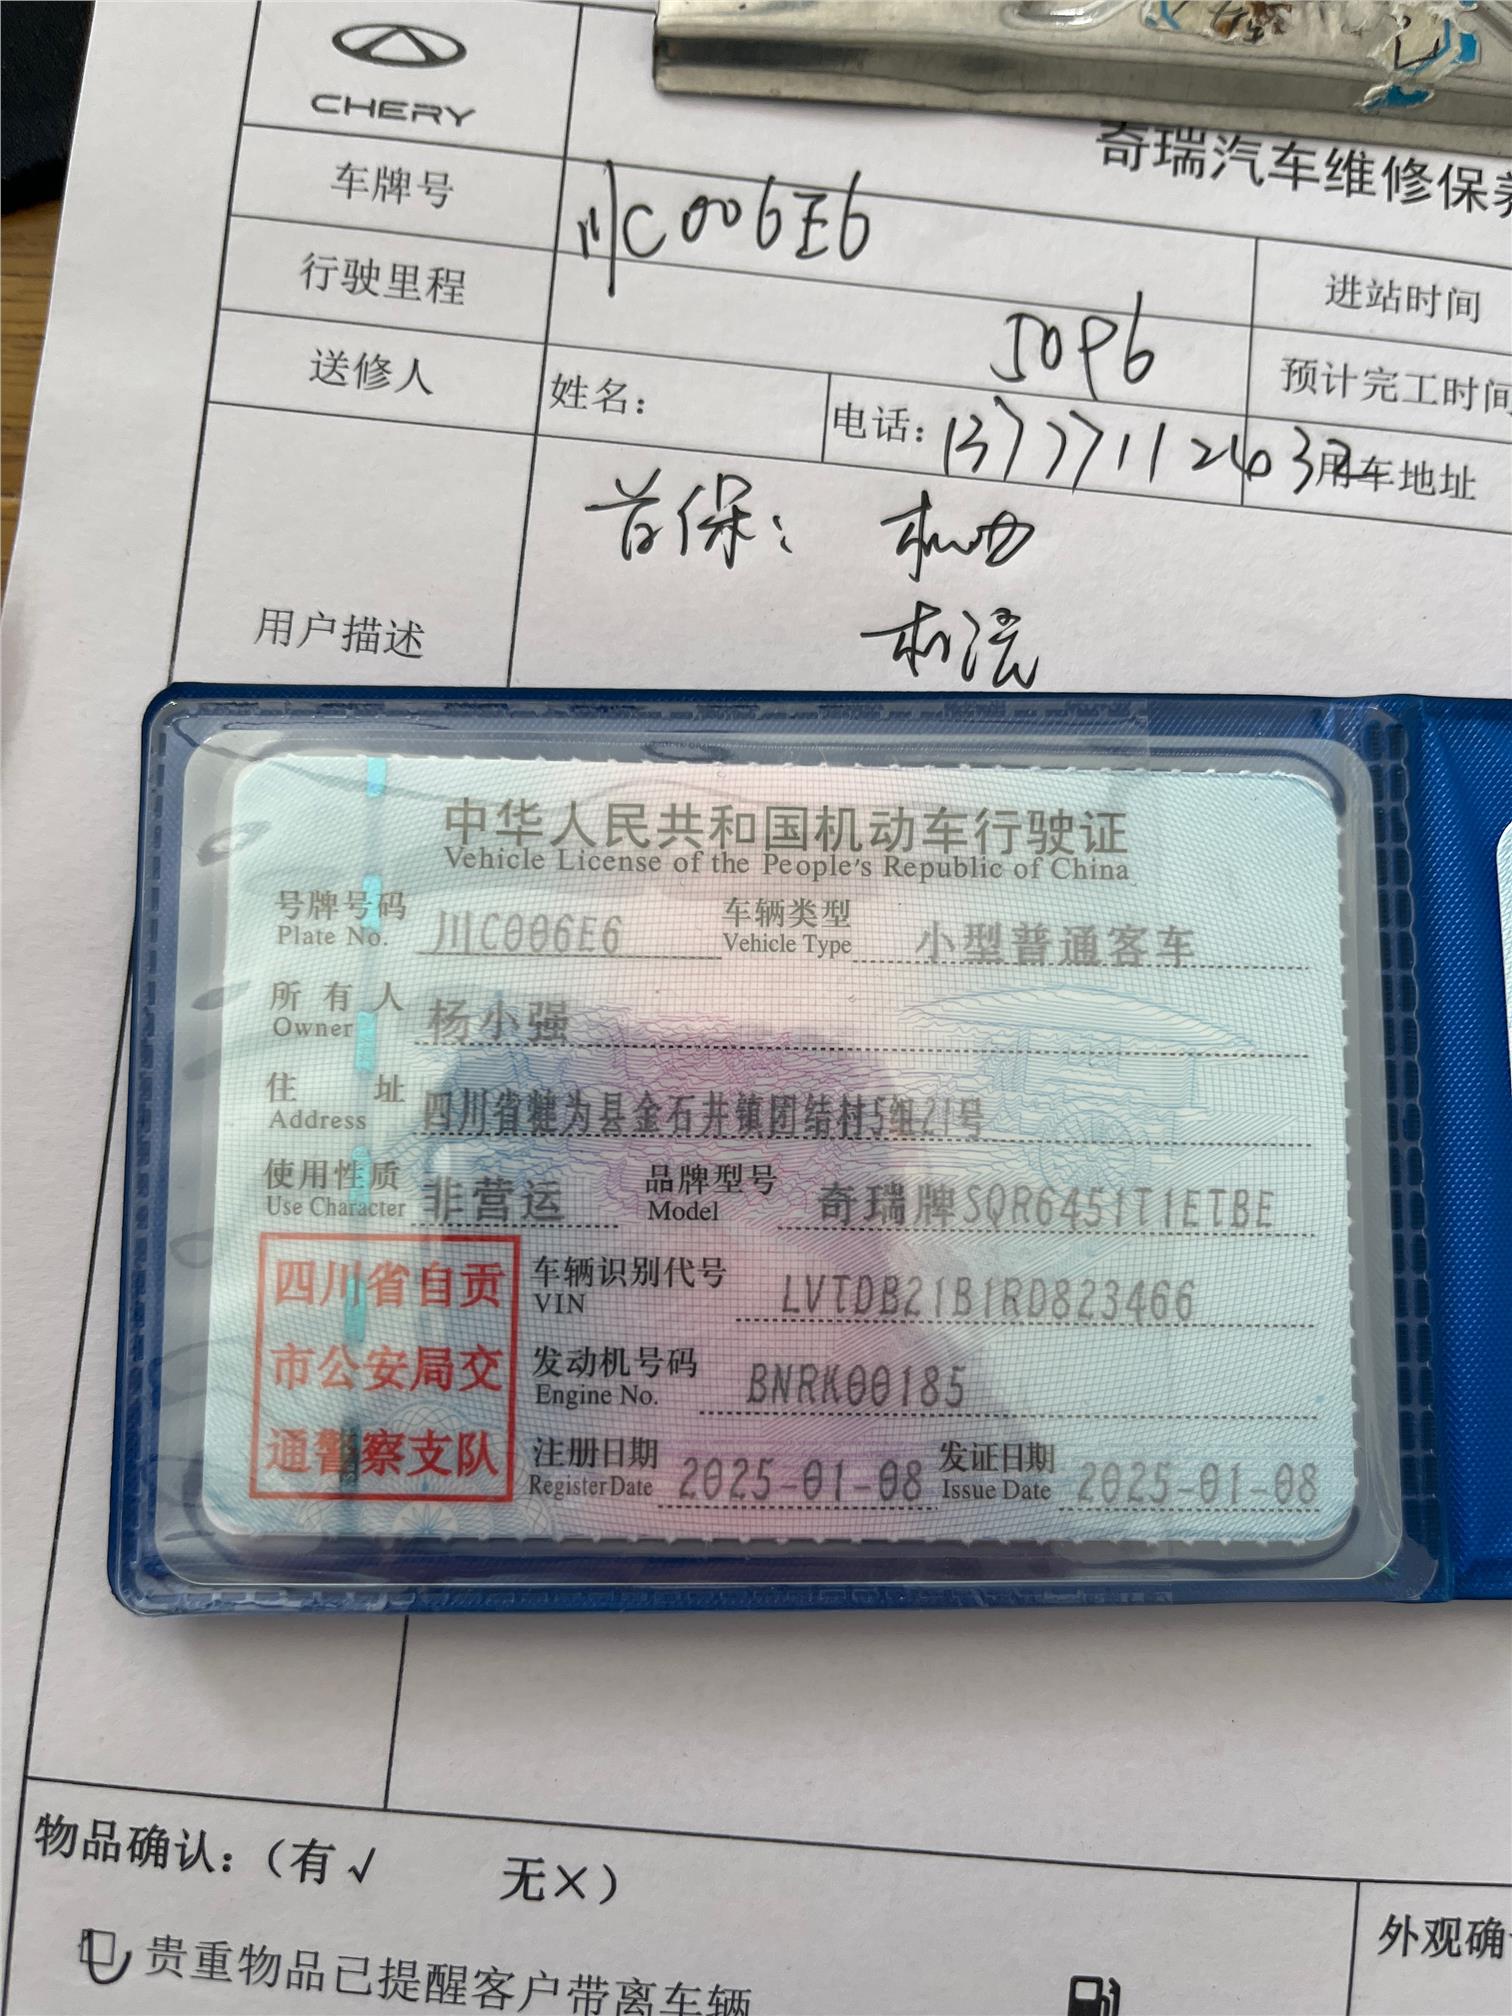 CHERY
奇瑞汽车维修保养
车牌号 川C006E6
行驶里程 5096 进站时间
送修人 姓名: 电话: 预计完工时间
用车地址
用户描述 首保: 机油
机滤
中华人民共和国机动车行驶证
Vehicle License of the People's Republic of China
号牌号码 川C006E6 车辆类型 小型普通客车
Plate No. Vehicle Type
所有人 杨小强
Owner
住址 四川省犍为县金石井镇团结村5组21号
Address
使用性质 非营运 品牌型号 奇瑞牌SQR6451T1ETBE
Use Character Model
四川省自贡
市公安局交
通警察支队
车辆识别代号 LVTDB21B1RD823466
VIN
发动机号码 BNRK00185
Engine No.
注册日期 2025-01-08 发证日期 2025-01-08
Register Date Issue Date
物品确认:(有√ 无×)
贵重物品已提醒客户带离车辆
外观确